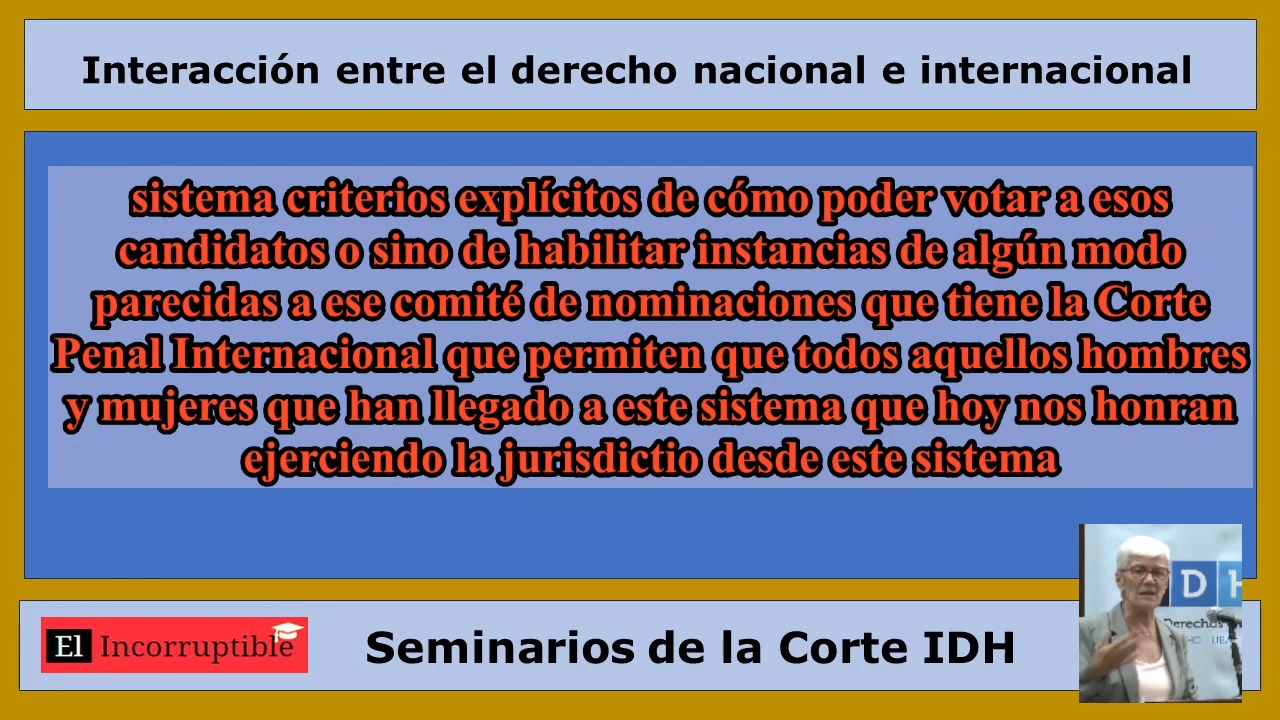 Interacción entre el derecho nacional e internacional
sistema criterios explícitos de cómo poder votar a esos
candidatos o sino de habilitar instancias de algún modo
parecidas a ese comité de nominaciones que tiene la Corte
Penal Internacional que permiten que todos aquellos hombres
y mujeres que han llegado a este sistema que hoy nos honran
ejerciendo la jurisdictio desde este sistema
D
Derechos
El Incorruptible
Seminarios de la Corte IDH